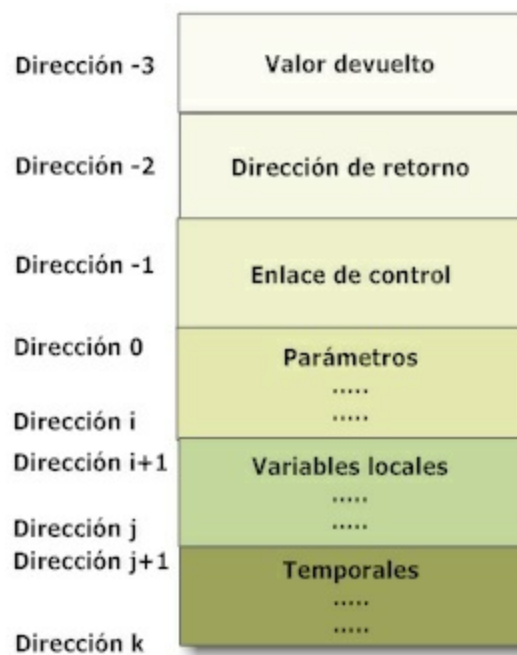 Dirección -3 Valor devuelto
Dirección -2 Dirección de retorno
Dirección -1 Enlace de control
Dirección 0 Parámetros
.....
Dirección i .....
Dirección i+1 Variables locales
.....
Dirección j .....
Dirección j+1 Temporales
.....
Dirección k .....